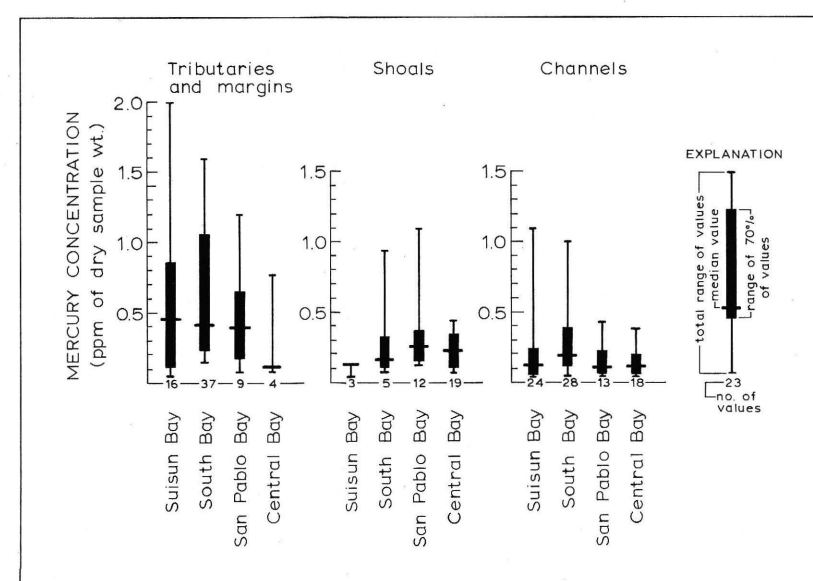 Tributaries
and margins
Shoals
Channels
MERCURY CONCENTRATION
(ppm of dry sample wt.)
2.0
1.5
1.0
0.5
1.5
1.0
0.5
1.5
1.0
0.5
16
37
9
4
3
5
12
19
24
28
13
18
Suisun Bay
South Bay
San Pablo Bay
Central Bay
Suisun Bay
South Bay
San Pablo Bay
Central Bay
Suisun Bay
South Bay
San Pablo Bay
Central Bay
EXPLANATION
total range of values
median value
range of 70%
of values
23
no. of
values